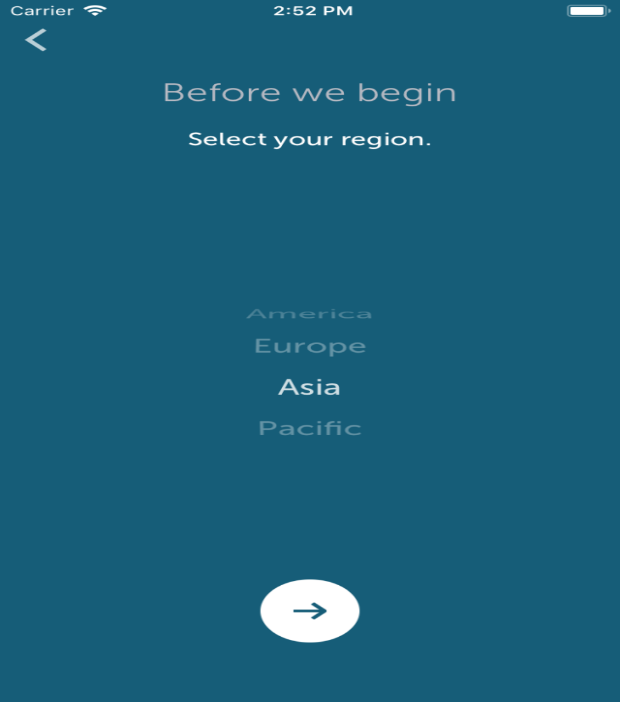 Carrier 2:52 PM
Before we begin
Select your region.
America
Europe
Asia
Pacific